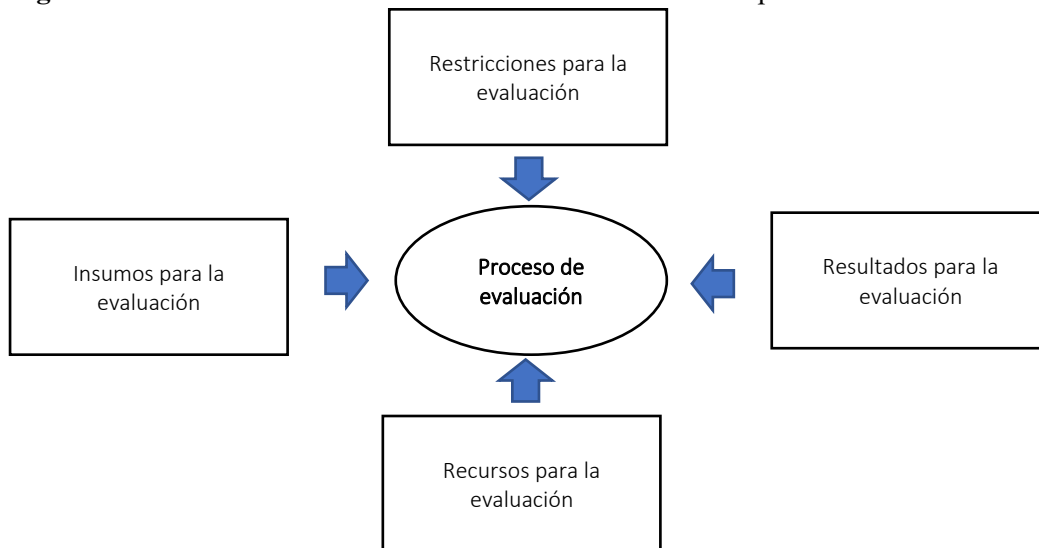 Restricciones para la
evaluación
Insumos para la
evaluación
Proceso de
evaluación
Resultados para la
evaluación
Recursos para la
evaluación